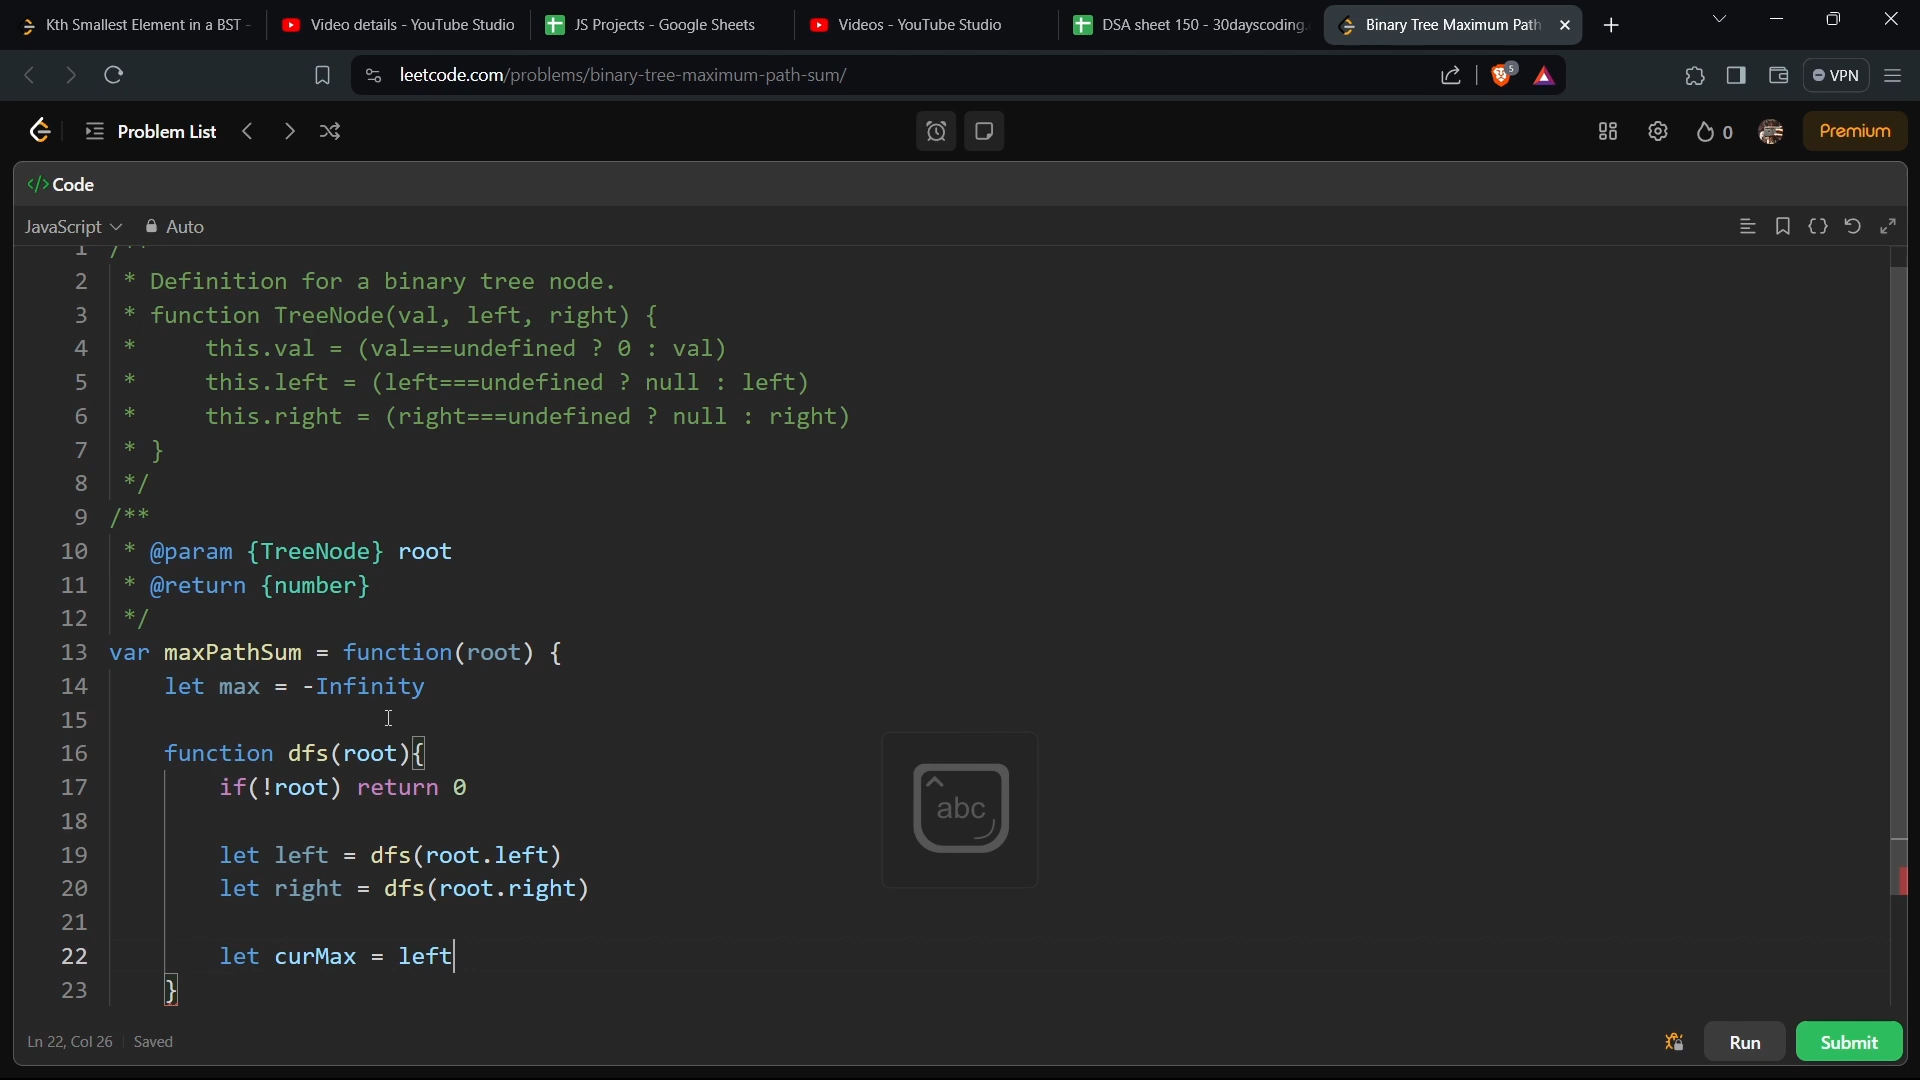 Kth Smallest Element in a BST -
Video details - YouTube Studio
JS Projects - Google Sheets
Videos - YouTube Studio
DSA sheet 150 - 30dayscoding.
Binary Tree Maximum Path
leetcode.com/problems/binary-tree-maximum-path-sum/
5
VPN
Problem List
0
Premium
</> Code
JavaScript
Auto
1 /**
2 * Definition for a binary tree node.
3 * function TreeNode(val, left, right) {
4 *     this.val = (val===undefined ? 0 : val)
5 *     this.left = (left===undefined ? null : left)
6 *     this.right = (right===undefined ? null : right)
7 * }
8 */
9 /**
10 * @param {TreeNode} root
11 * @return {number}
12 */
13 var maxPathSum = function(root) {
14     let max = -Infinity
15
16     function dfs(root){
17         if(!root) return 0
18
19         let left = dfs(root.left)
20         let right = dfs(root.right)
21
22         let curMax = left
23     }
abc
Ln 22, Col 26
Saved
Run
Submit